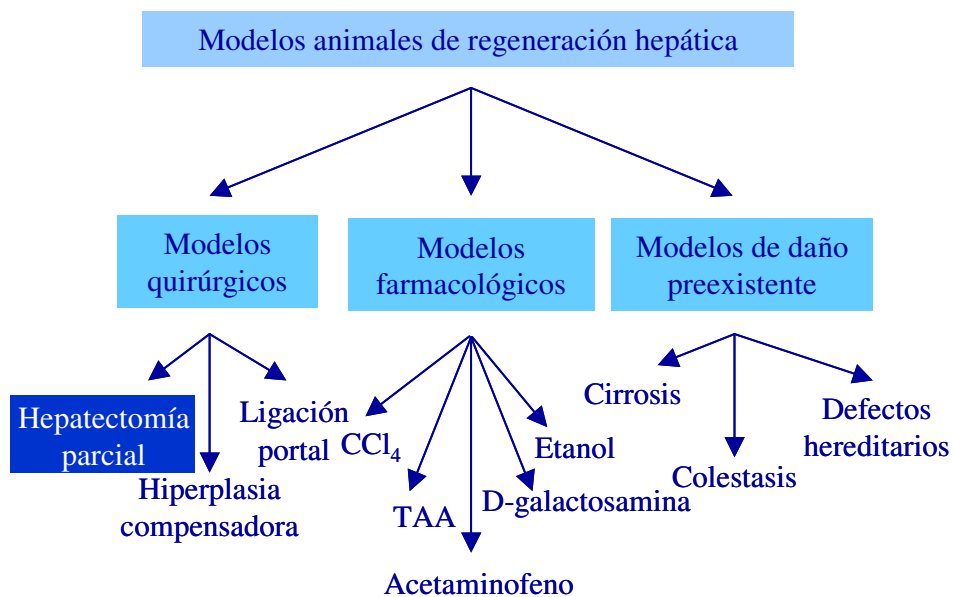 Modelos animales de regeneración hepática
Modelos
quirúrgicos
Modelos
farmacológicos
Modelos de daño
preexistente
Hepatectomía
parcial
Hiperplasia
compensadora
Ligación
portal
CCl₄
TAA
Acetaminofeno
D-galactosamina
Etanol
Cirrosis
Colestasis
Defectos
hereditarios